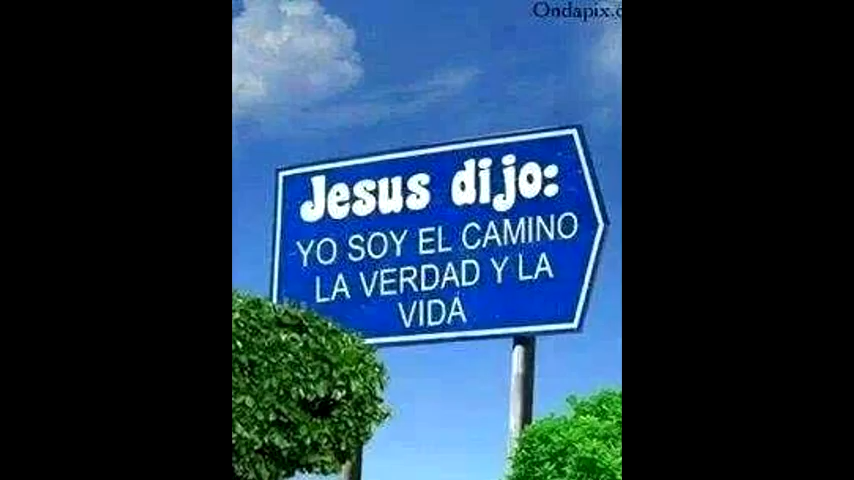 Ondapix.c
Jesus dijo:
YO SOY EL CAMINO
LA VERDAD Y LA
VIDA